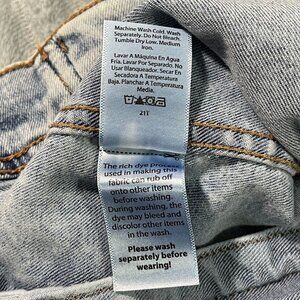 Machine Wash Cold. Wash
Separately. Do Not Bleach.
Tumble Dry Low. Medium
Iron.
Lavar A Máquina En Agua
Fría. Lavar Por Separado. No
Usar Blanqueador. Secar En
Secadora A Temperatura
Baja, Planchar A Temperatura
Media.
21T
The rich dye process
used in making this
fabric can rub off
onto other items
before washing.
During washing, the
dye may bleed and
discolor other items
in the wash.
Please wash
separately before
wearing!